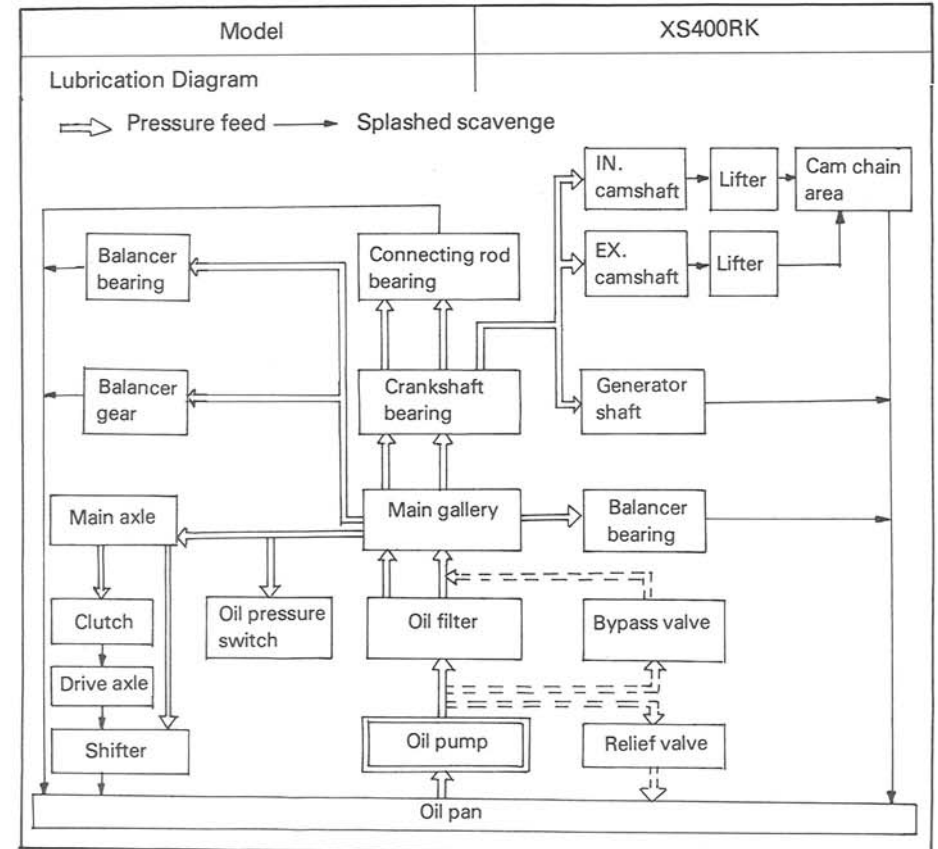 Model
XS400RK
Lubrication Diagram
Pressure feed
Splashed scavenge
IN.
camshaft
Lifter
Cam chain
area
Balancer
bearing
Connecting rod
bearing
EX.
camshaft
Lifter
Balancer
gear
Crankshaft
bearing
Generator
shaft
Main axle
Main gallery
Balancer
bearing
Clutch
Oil pressure
switch
Oil filter
Bypass valve
Drive axle
Shifter
Oil pump
Relief valve
Oil pan